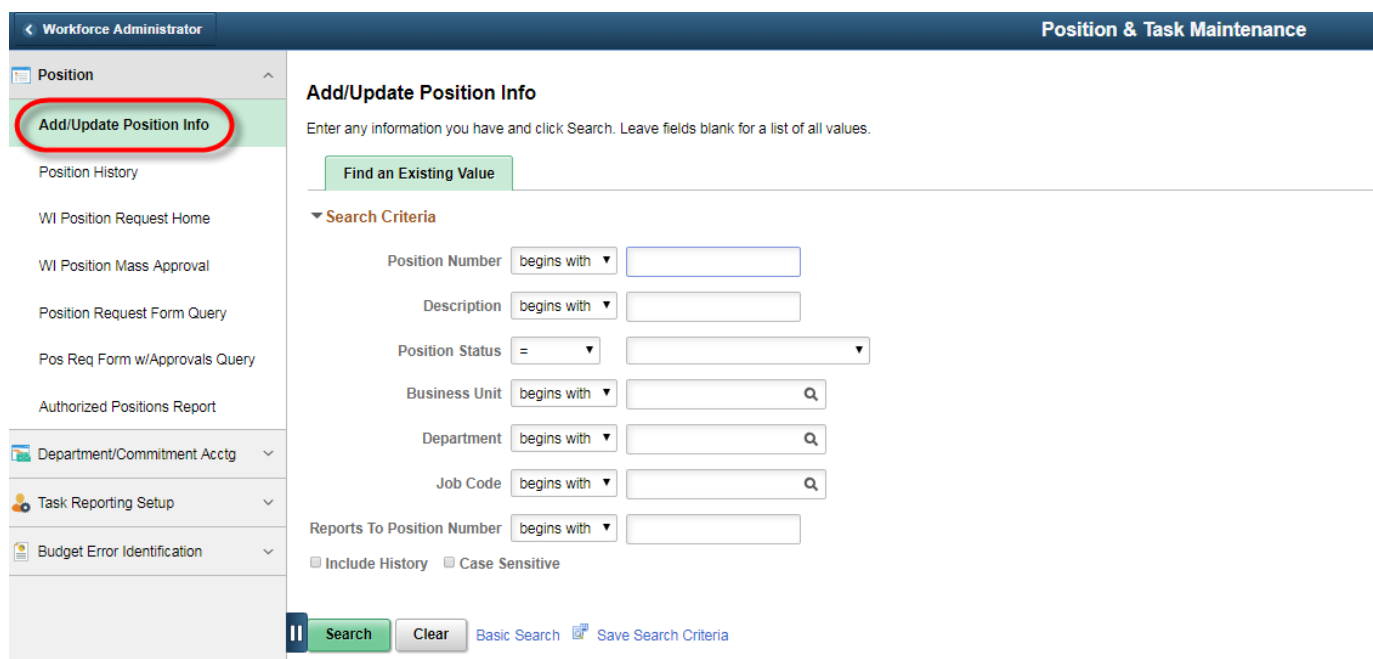 Workforce Administrator
Position & Task Maintenance
Position
Add/Update Position Info
Position History
WI Position Request Home
WI Position Mass Approval
Position Request Form Query
Pos Req Form w/Approvals Query
Authorized Positions Report
Department/Commitment Acctg
Task Reporting Setup
Budget Error Identification
Add/Update Position Info
Enter any information you have and click Search. Leave fields blank for a list of all values.
Find an Existing Value
Search Criteria
Position Number begins with
Description begins with
Position Status =
Business Unit begins with
Department begins with
Job Code begins with
Reports To Position Number begins with
Include History Case Sensitive
Search Clear Basic Search Save Search Criteria